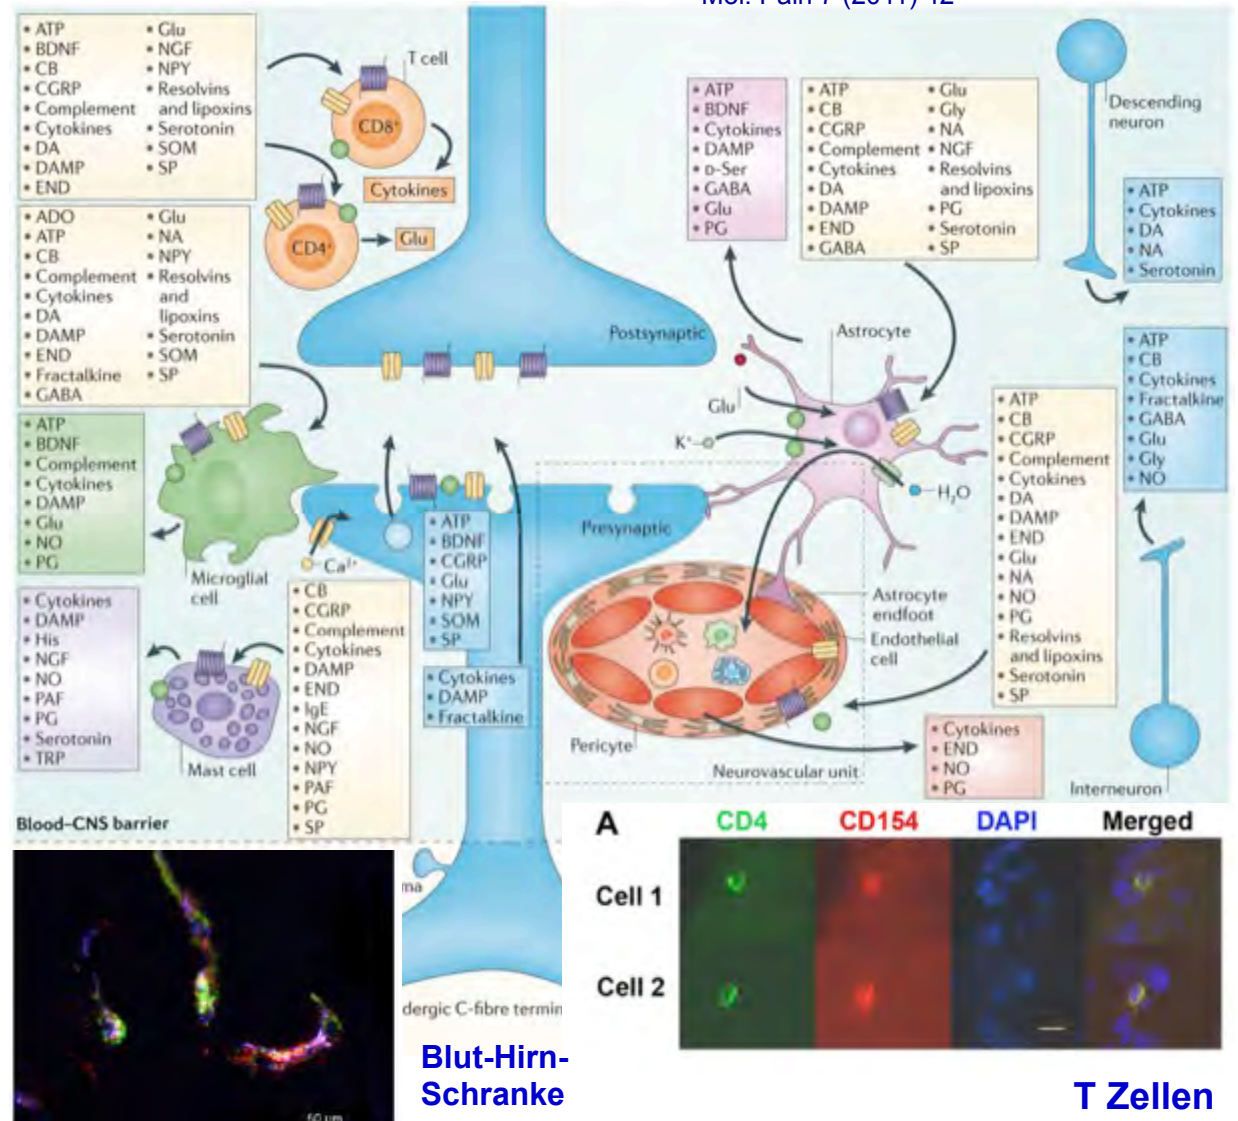 Mol. Pain 7 (2011) 12
• ATP
• BDNF
• CB
• CGRP
• Complement
• Cytokines
• DA
• DAMP
• END
• Glu
• NGF
• NPY
• Resolvins
and lipoxins
• Serotonin
• SOM
• SP
T cell
CD8⁺
Cytokines
CD4⁺
Glu
• ADO
• ATP
• CB
• Complement
• Cytokines
• DA
• DAMP
• END
• Fractalkine
• GABA
• Glu
• NA
• NPY
• Resolvins
and
lipoxins
• Serotonin
• SOM
• SP
• ATP
• BDNF
• Complement
• Cytokines
• DAMP
• Glu
• NO
• PG
Microglial
cell
• Cytokines
• DAMP
• His
• NGF
• NO
• PAF
• PG
• Serotonin
• TRP
Mast cell
• CB
• CGRP
• Complement
• Cytokines
• DAMP
• END
• IgE
• NGF
• NO
• NPY
• PAF
• PG
• SP
Ca²⁺
Postsynaptic
Presynaptic
• ATP
• BDNF
• CGRP
• Glu
• NPY
• SOM
• SP
• Cytokines
• DAMP
• Fractalkine
• ATP
• BDNF
• Cytokines
• DAMP
• D-Ser
• GABA
• Glu
• PG
• ATP
• CB
• CGRP
• Complement
• Cytokines
• DA
• DAMP
• END
• GABA
• Glu
• Gly
• NA
• NGF
• Resolvins
and lipoxins
• PG
• Serotonin
• SP
Descending
neuron
• ATP
• Cytokines
• DA
• NA
• Serotonin
Astrocyte
Glu
K⁺
H₂O
• ATP
• CB
• Cytokines
• Fractalkine
• GABA
• Glu
• Gly
• NO
• ATP
• CB
• CGRP
• Complement
• Cytokines
• DA
• DAMP
• END
• Glu
• NA
• NO
• PG
• Resolvins
and lipoxins
• Serotonin
• SP
Astrocyte
endfoot
Endothelial
cell
Pericyte
Neurovascular unit
• Cytokines
• END
• NO
• PG
Interneuron
Blood–CNS barrier
ma
dergic C-fibre termin
Blut-Hirn-
Schranke
A
CD4 CD154 DAPI Merged
Cell 1
Cell 2
T Zellen